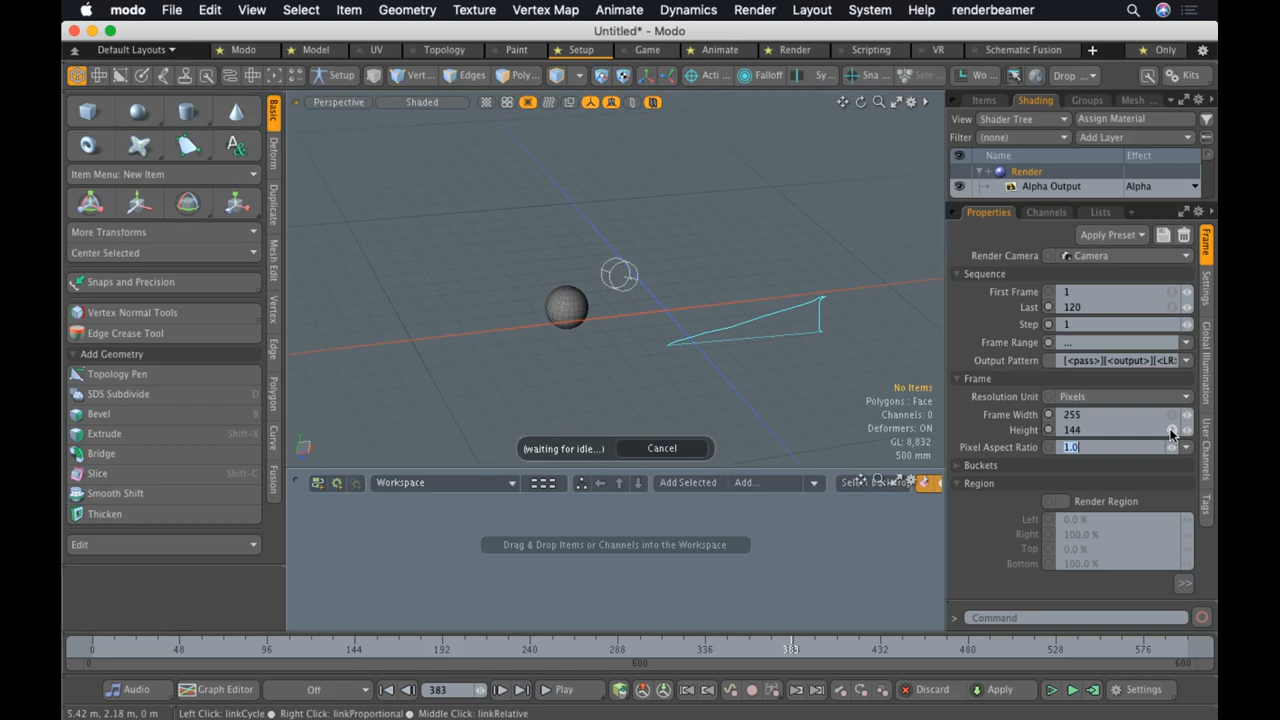 modo File Edit View Select Item Geometry Texture Vertex Map Animate Dynamics Render Layout System Help renderbeamer
Untitled* - Modo
Default Layouts Modo Model UV Topology Paint Setup Game Animate Render Scripting VR Schematic Fusion + Only
Setup Vert... Edges Poly... Acti ... Falloff Sy... Sna ... Sele... Wo ... Drop ... Kits
Perspective Shaded
Items Shading Groups Mesh ...
View Shader Tree Assign Material
Filter (none) Add Layer
Name Effect
Render
Alpha Output Alpha
Basic
Deform
Duplicate
Mesh Edit
Vertex
Edge
Polygon
Curve
Fusion
Item Menu: New Item
More Transforms
Center Selected
Snaps and Precision
Vertex Normal Tools
Edge Crease Tool
Add Geometry
Topology Pen
SDS Subdivide D
Bevel B
Extrude Shift-X
Bridge
Slice Shift-C
Smooth Shift
Thicken
Edit
No Items
Polygons : Face
Channels: 0
Deformers: ON
GL: 8,832
500 mm
(waiting for idle...) Cancel
Workspace Add Selected Add... Select Backdrop
Drag & Drop Items or Channels into the Workspace
Properties Channels Lists +
Apply Preset
Render Camera Camera
Sequence
First Frame 1
Last 120
Step 1
Frame Range ...
Output Pattern [<pass>][<output>][<LR>
Frame
Resolution Unit Pixels
Frame Width 255
Height 144
Pixel Aspect Ratio 1.0
Buckets
Region
Render Region
Left 0.0 %
Right 100.0 %
Top 0.0 %
Bottom 100.0 %
>>
Frame
Settings
Global Illumination
User Channels
Tags
> Command
0 48 96 144 192 240 288 336 383 432 480 528 576
0 600 600
Audio Graph Editor Off 383 Play Discard Apply Settings
5.42 m, 2.18 m, 0 m Left Click: linkCycle ● Right Click: linkProportional ● Middle Click: linkRelative